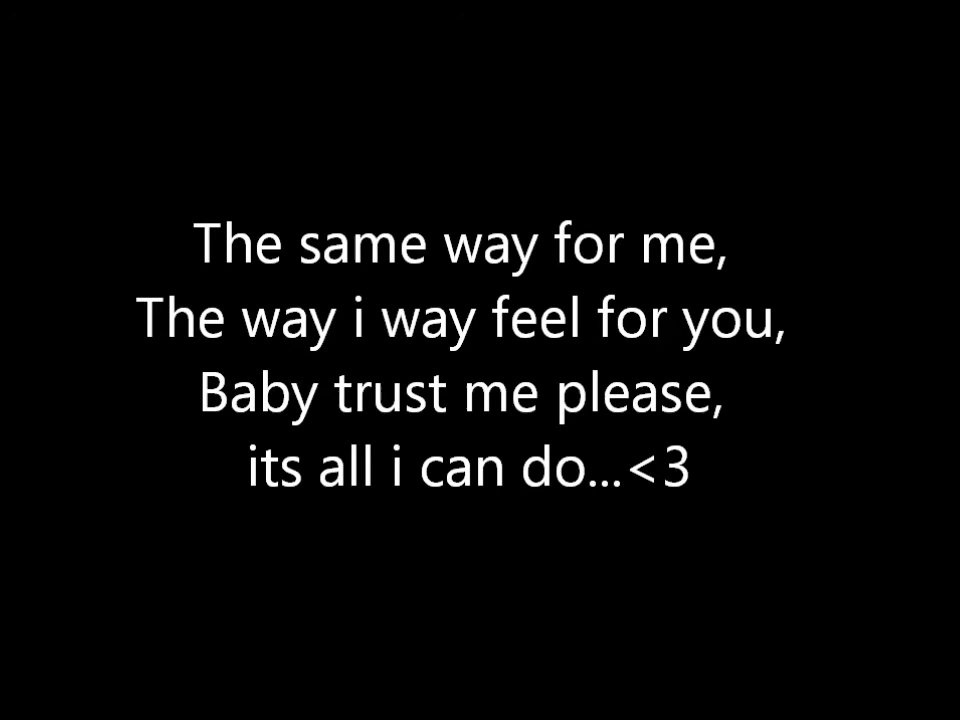 The same way for me,
The way i way feel for you,
Baby trust me please,
its all i can do...<3